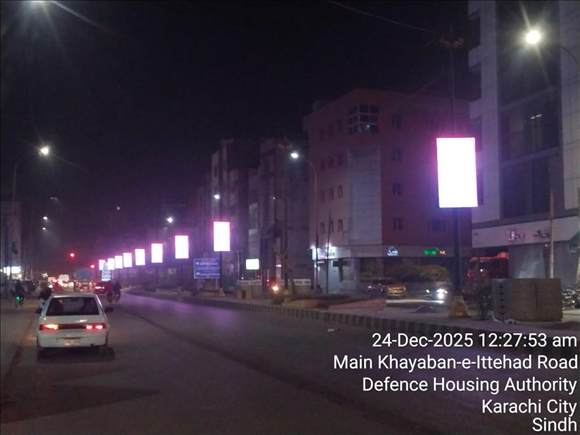 24-Dec-2025 12:27:53 am
Main Khayaban-e-Ittehad Road
Defence Housing Authority
Karachi City
Sindh